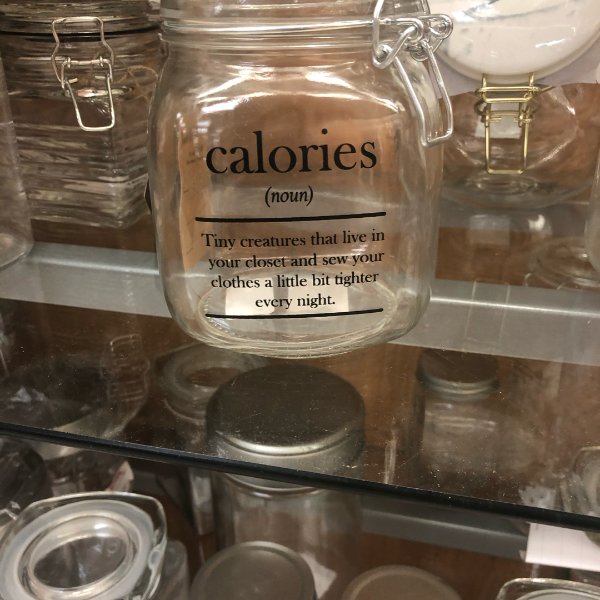 calories
(noun)
Tiny creatures that live in
your closet and sew your
clothes a little bit tighter
every night.